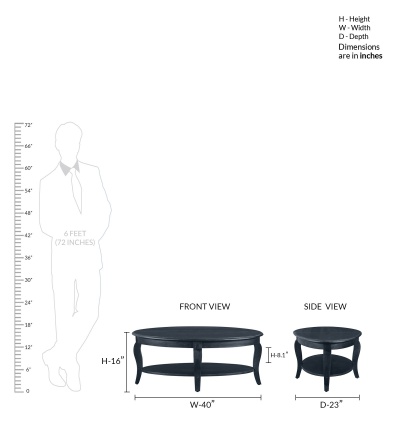 H - Height
W - Width
D - Depth
Dimensions
are in inches
72"
66"
60"
54"
48"
42"
36"
30"
24"
18"
12"
6"
0
6 FEET
(72 INCHES)
FRONT VIEW
SIDE VIEW
H-16"
H-8.1"
W-40"
D-23"